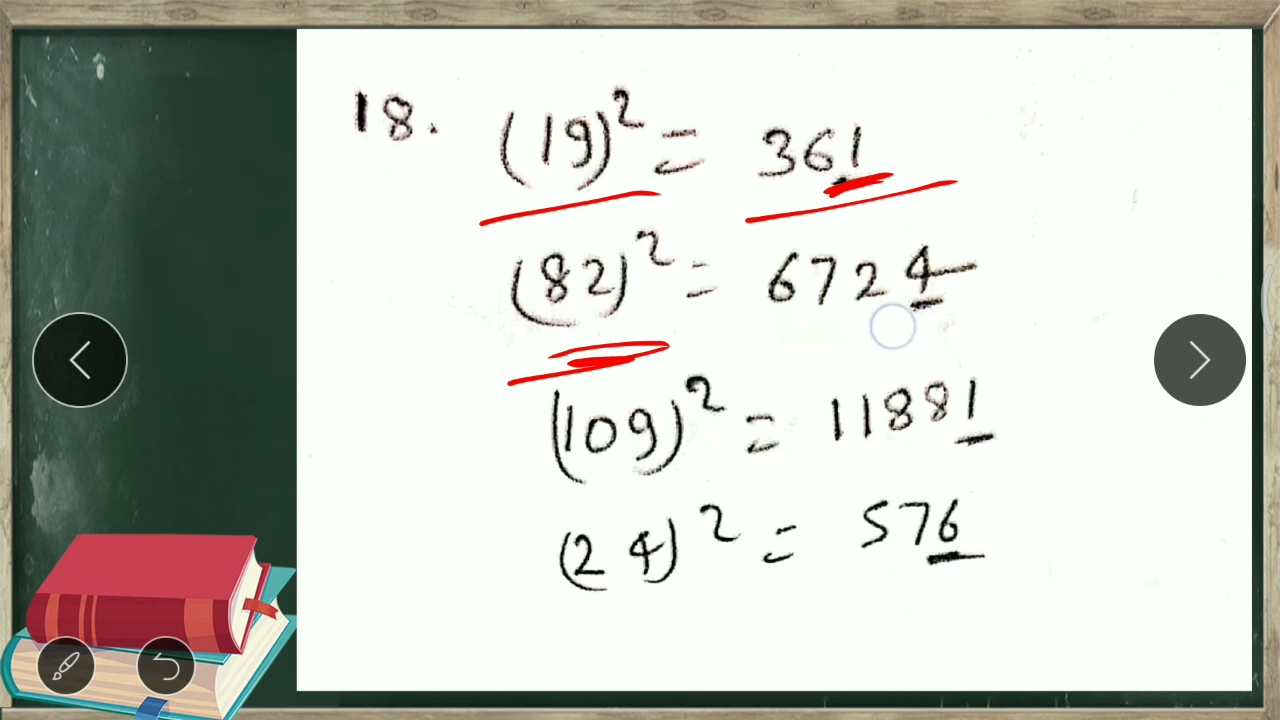 18. (19)² = 361
(82)² = 6724
(109)² = 11881
(24)² = 576